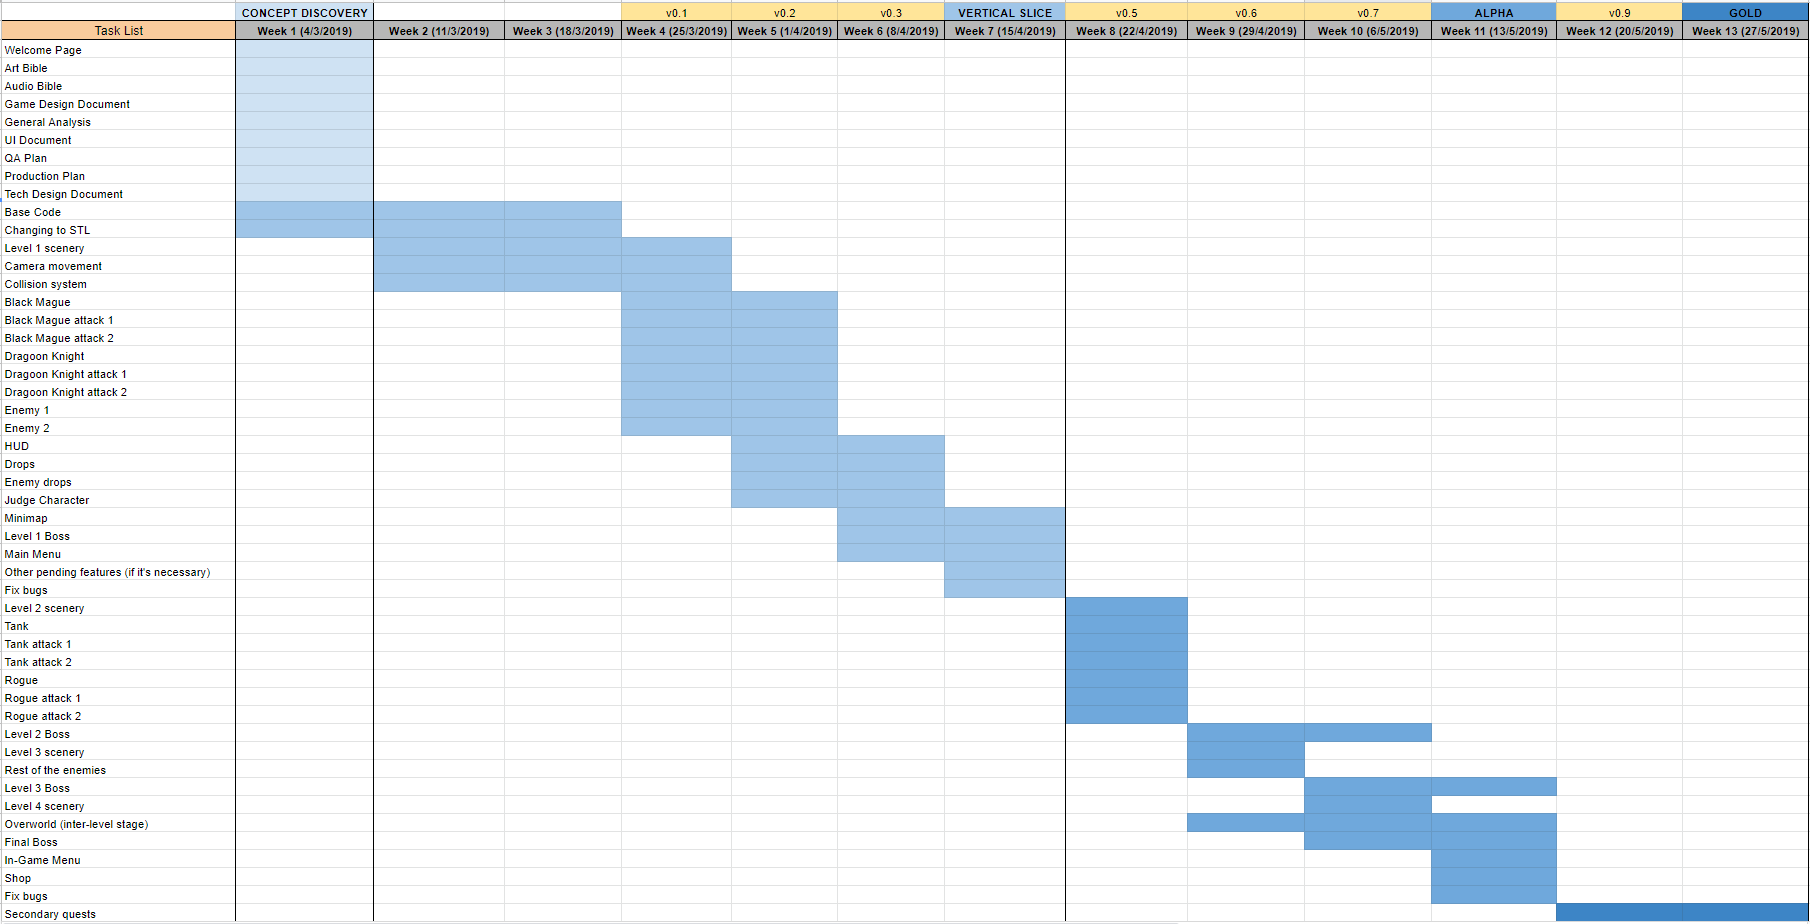 CONCEPT DISCOVERY v0.1 v0.2 v0.3 VERTICAL SLICE v0.5 v0.6 v0.7 ALPHA v0.9 GOLD
Task List Week 1 (4/3/2019) Week 2 (11/3/2019) Week 3 (18/3/2019) Week 4 (25/3/2019) Week 5 (1/4/2019) Week 6 (8/4/2019) Week 7 (15/4/2019) Week 8 (22/4/2019) Week 9 (29/4/2019) Week 10 (6/5/2019) Week 11 (13/5/2019) Week 12 (20/5/2019) Week 13 (27/5/2019)
Welcome Page
Art Bible
Audio Bible
Game Design Document
General Analysis
UI Document
QA Plan
Production Plan
Tech Design Document
Base Code
Changing to STL
Level 1 scenery
Camera movement
Collision system
Black Mague
Black Mague attack 1
Black Mague attack 2
Dragoon Knight
Dragoon Knight attack 1
Dragoon Knight attack 2
Enemy 1
Enemy 2
HUD
Drops
Enemy drops
Judge Character
Minimap
Level 1 Boss
Main Menu
Other pending features (if it's necessary)
Fix bugs
Level 2 scenery
Tank
Tank attack 1
Tank attack 2
Rogue
Rogue attack 1
Rogue attack 2
Level 2 Boss
Level 3 scenery
Rest of the enemies
Level 3 Boss
Level 4 scenery
Overworld (inter-level stage)
Final Boss
In-Game Menu
Shop
Fix bugs
Secondary quests